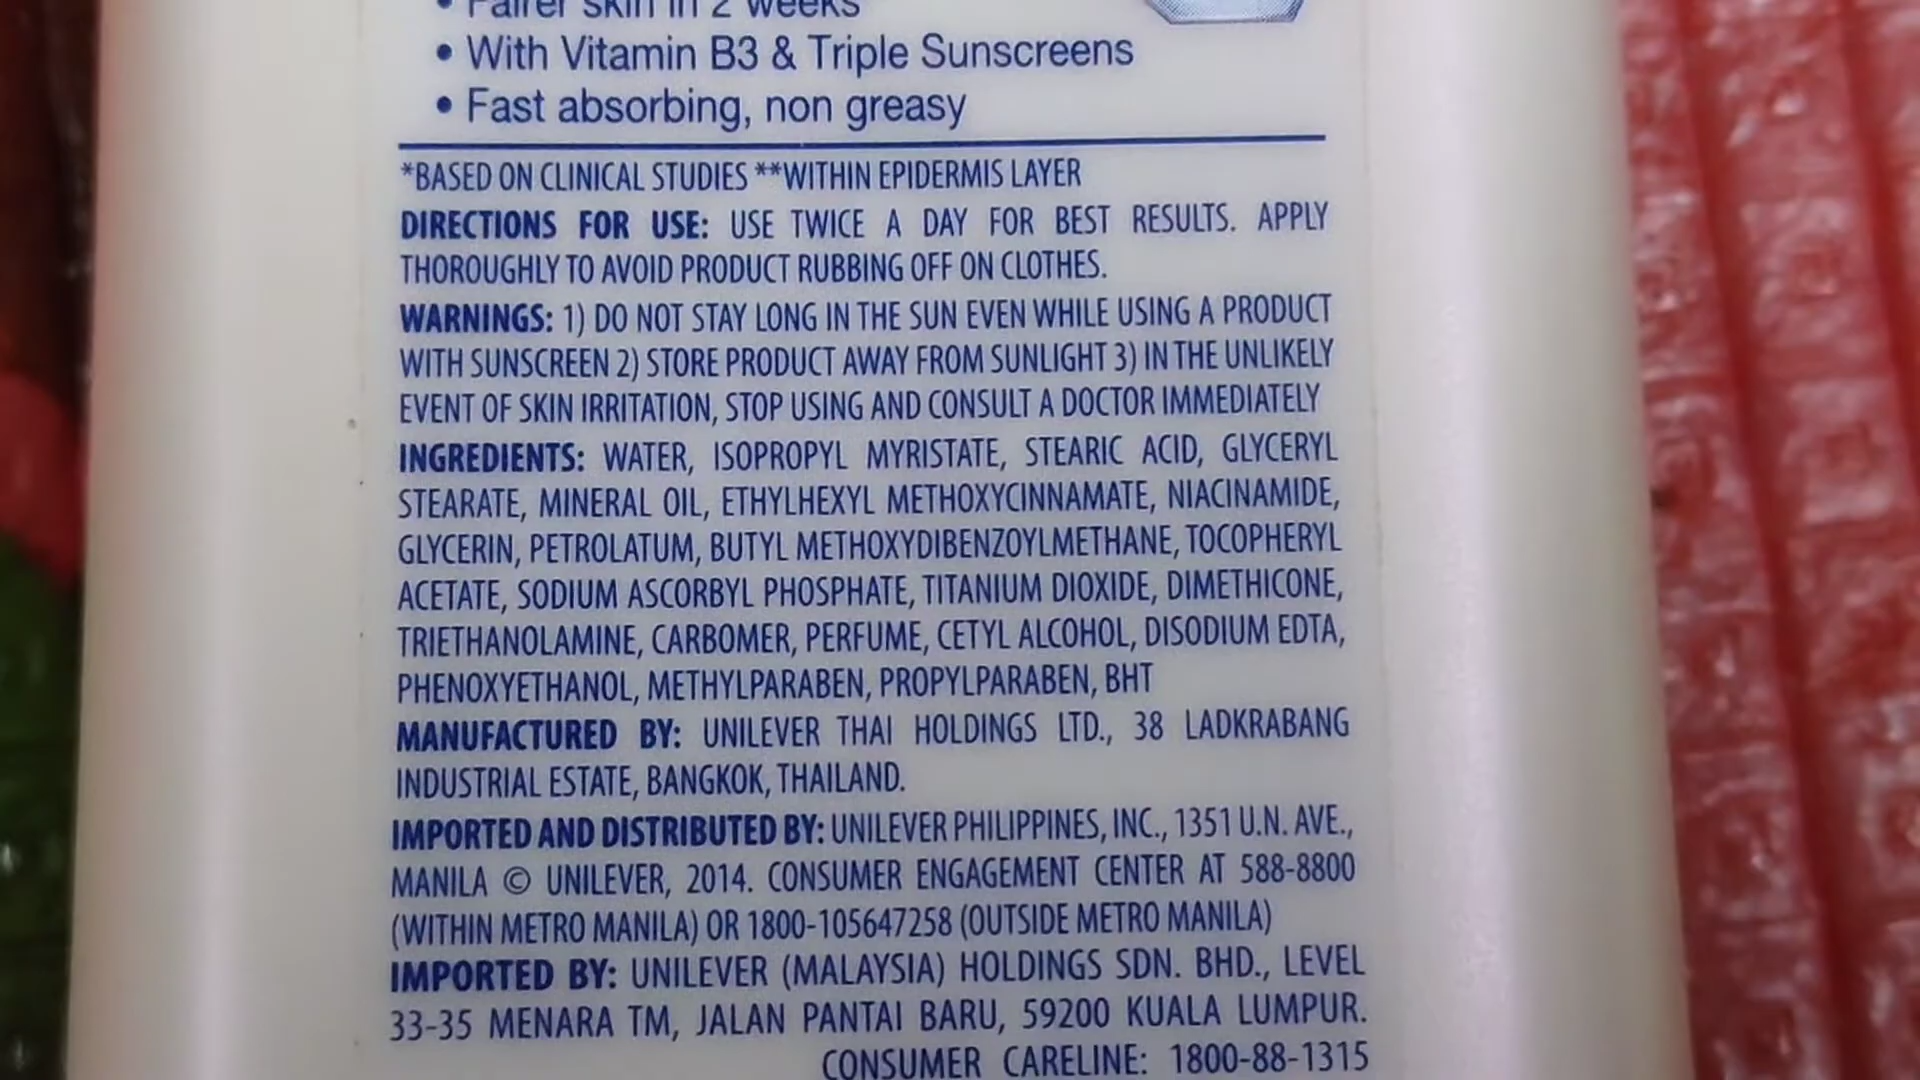 • Fairer skin in 2 weeks
• With Vitamin B3 & Triple Sunscreens
• Fast absorbing, non greasy
*BASED ON CLINICAL STUDIES **WITHIN EPIDERMIS LAYER
DIRECTIONS FOR USE: USE TWICE A DAY FOR BEST RESULTS. APPLY
THOROUGHLY TO AVOID PRODUCT RUBBING OFF ON CLOTHES.
WARNINGS: 1) DO NOT STAY LONG IN THE SUN EVEN WHILE USING A PRODUCT
WITH SUNSCREEN 2) STORE PRODUCT AWAY FROM SUNLIGHT 3) IN THE UNLIKELY
EVENT OF SKIN IRRITATION, STOP USING AND CONSULT A DOCTOR IMMEDIATELY
INGREDIENTS: WATER, ISOPROPYL MYRISTATE, STEARIC ACID, GLYCERYL
STEARATE, MINERAL OIL, ETHYLHEXYL METHOXYCINNAMATE, NIACINAMIDE,
GLYCERIN, PETROLATUM, BUTYL METHOXYDIBENZOYLMETHANE, TOCOPHERYL
ACETATE, SODIUM ASCORBYL PHOSPHATE, TITANIUM DIOXIDE, DIMETHICONE,
TRIETHANOLAMINE, CARBOMER, PERFUME, CETYL ALCOHOL, DISODIUM EDTA,
PHENOXYETHANOL, METHYLPARABEN, PROPYLPARABEN, BHT
MANUFACTURED BY: UNILEVER THAI HOLDINGS LTD., 38 LADKRABANG
INDUSTRIAL ESTATE, BANGKOK, THAILAND.
IMPORTED AND DISTRIBUTED BY: UNILEVER PHILIPPINES, INC., 1351 U.N. AVE.,
MANILA © UNILEVER, 2014. CONSUMER ENGAGEMENT CENTER AT 588-8800
(WITHIN METRO MANILA) OR 1800-105647258 (OUTSIDE METRO MANILA)
IMPORTED BY: UNILEVER (MALAYSIA) HOLDINGS SDN. BHD., LEVEL
33-35 MENARA TM, JALAN PANTAI BARU, 59200 KUALA LUMPUR.
CONSUMER CARELINE: 1800-88-1315